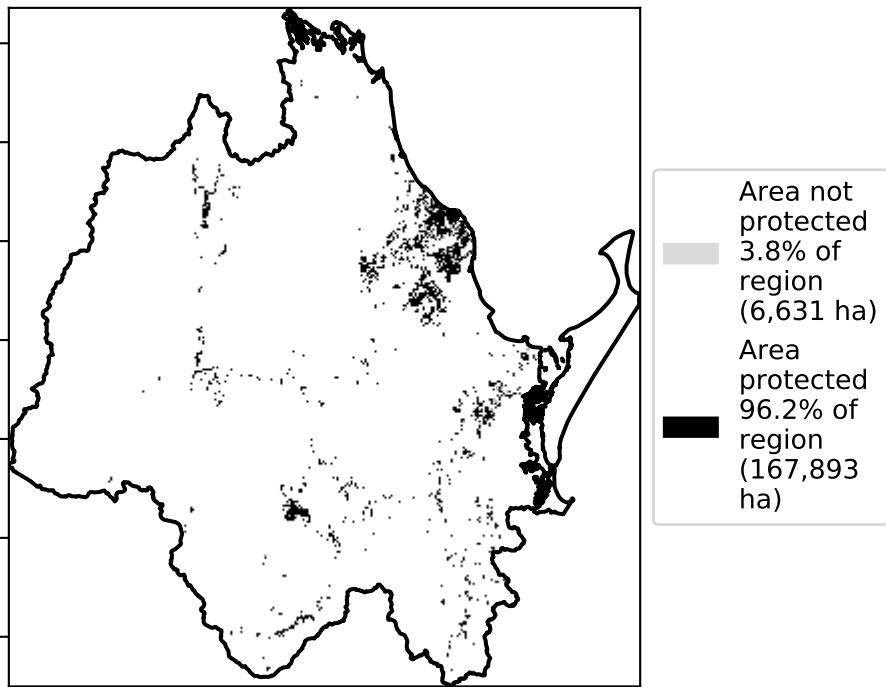 Area not
protected
3.8% of
region
(6,631 ha)
Area
protected
96.2% of
region
(167,893
ha)